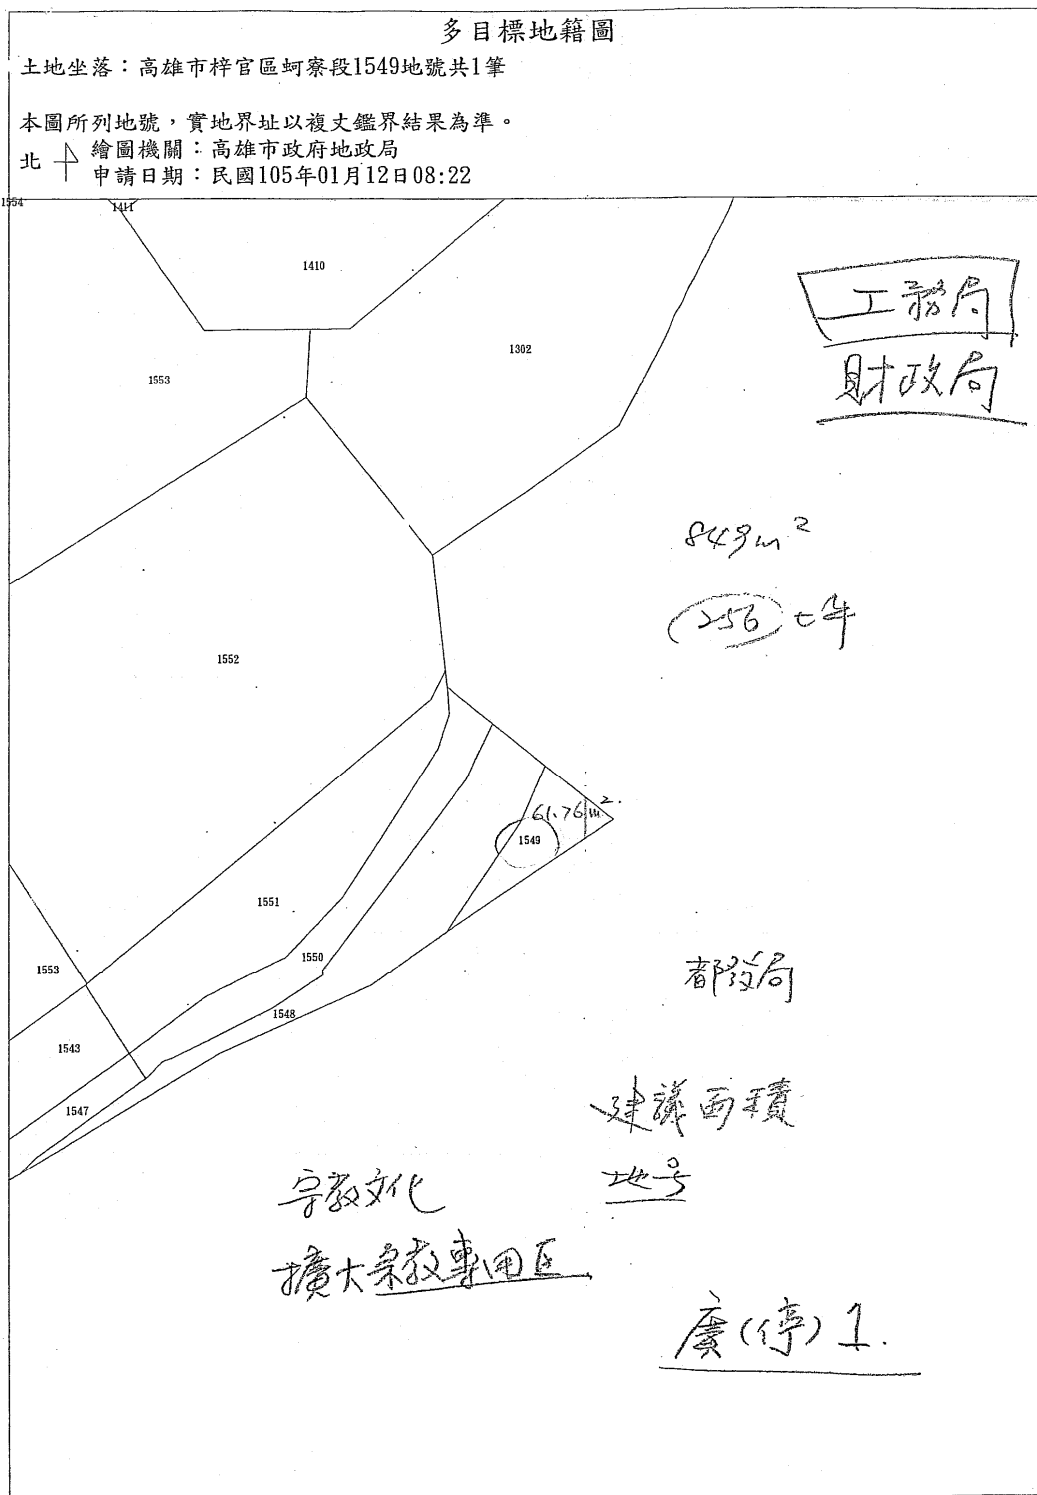 多目標地籍圖
土地坐落：高雄市梓官區蚵寮段1549地號共1筆
本圖所列地號，實地界址以複丈鑑界結果為準。
北 繪圖機關：高雄市政府地政局
申請日期：民國105年01月12日08:22
1554
1411
1410
工務局
1302
財政局
1553
849m²
256 坪
1552
61.76m².
1549
1551
1550
都發局
1553
1548
1543
建議面積
1547
宗教文化
地号
擴大宗教專用區
廣(停)1.